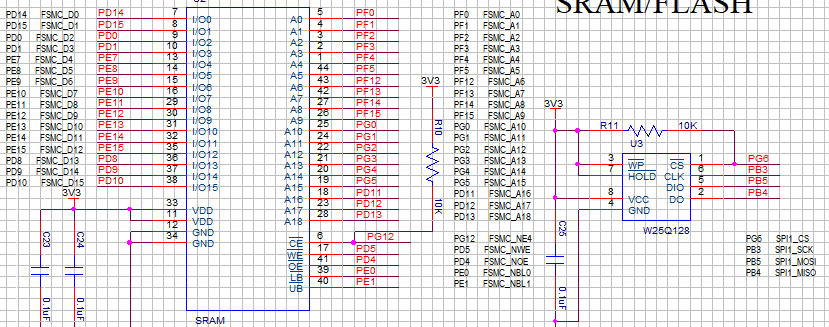 SRAM/FLASH
PD14 FSMC_D0 PD14 7 I/O0 A0 5 PF0 PF0 FSMC_A0
PD15 FSMC_D1 PD15 8 I/O1 A1 4 PF1 PF1 FSMC_A1
PD0 FSMC_D2 PD0 9 I/O2 A2 3 PF2 PF2 FSMC_A2
PD1 FSMC_D3 PD1 10 I/O3 A3 2 PF3 PF3 FSMC_A3
PE7 FSMC_D4 PE7 13 I/O4 A4 1 PF4 PF4 FSMC_A4
PE8 FSMC_D5 PE8 14 I/O5 A5 44 PF5 PF5 FSMC_A5
PE9 FSMC_D6 PE9 15 I/O6 A6 43 PF12 PF12 FSMC_A6
PE10 FSMC_D7 PE10 16 I/O7 A7 42 PF13 PF13 FSMC_A7
PE11 FSMC_D8 PE11 29 I/O8 A8 27 PF14 PF14 FSMC_A8
PE12 FSMC_D9 PE12 30 I/O9 A9 26 PF15 PF15 FSMC_A9
PE13 FSMC_D10 PE13 31 I/O10 A10 25 PG0 PG0 FSMC_A10
PE14 FSMC_D11 PE14 32 I/O11 A11 24 PG1 PG1 FSMC_A11
PE15 FSMC_D12 PE15 35 I/O12 A12 22 PG2 PG2 FSMC_A12
PD8 FSMC_D13 PD8 36 I/O13 A13 21 PG3 PG3 FSMC_A13
PD9 FSMC_D14 PD9 37 I/O14 A14 20 PG4 PG4 FSMC_A14
PD10 FSMC_D15 PD10 38 I/O15 A15 19 PG5 PG5 FSMC_A15
A16 18 PD11 PD11 FSMC_A16
A17 23 PD12 PD12 FSMC_A17
A18 28 PD13 PD13 FSMC_A18
3V3
33 VDD
11 VDD
12 GND
34 GND
CE 6 PG12 PG12 FSMC_NE4
WE 17 PD5 PD5 FSMC_NWE
OE 41 PD4 PD4 FSMC_NOE
LB 39 PE0 PE0 FSMC_NBL0
UB 40 PE1 PE1 FSMC_NBL1
SRAM
C23
0.1uF
C24
0.1uF
3V3
R10
10K
3V3
R11 10K
U3
3 WP CS 1 PG6
7 HOLD CLK 6 PB3
DIO 5 PB5
8 VCC DO 2 PB4
4 GND
W25Q128
C25
0.1uF
PG6 SPI1_CS
PB3 SPI1_SCK
PB5 SPI1_MOSI
PB4 SPI1_MISO